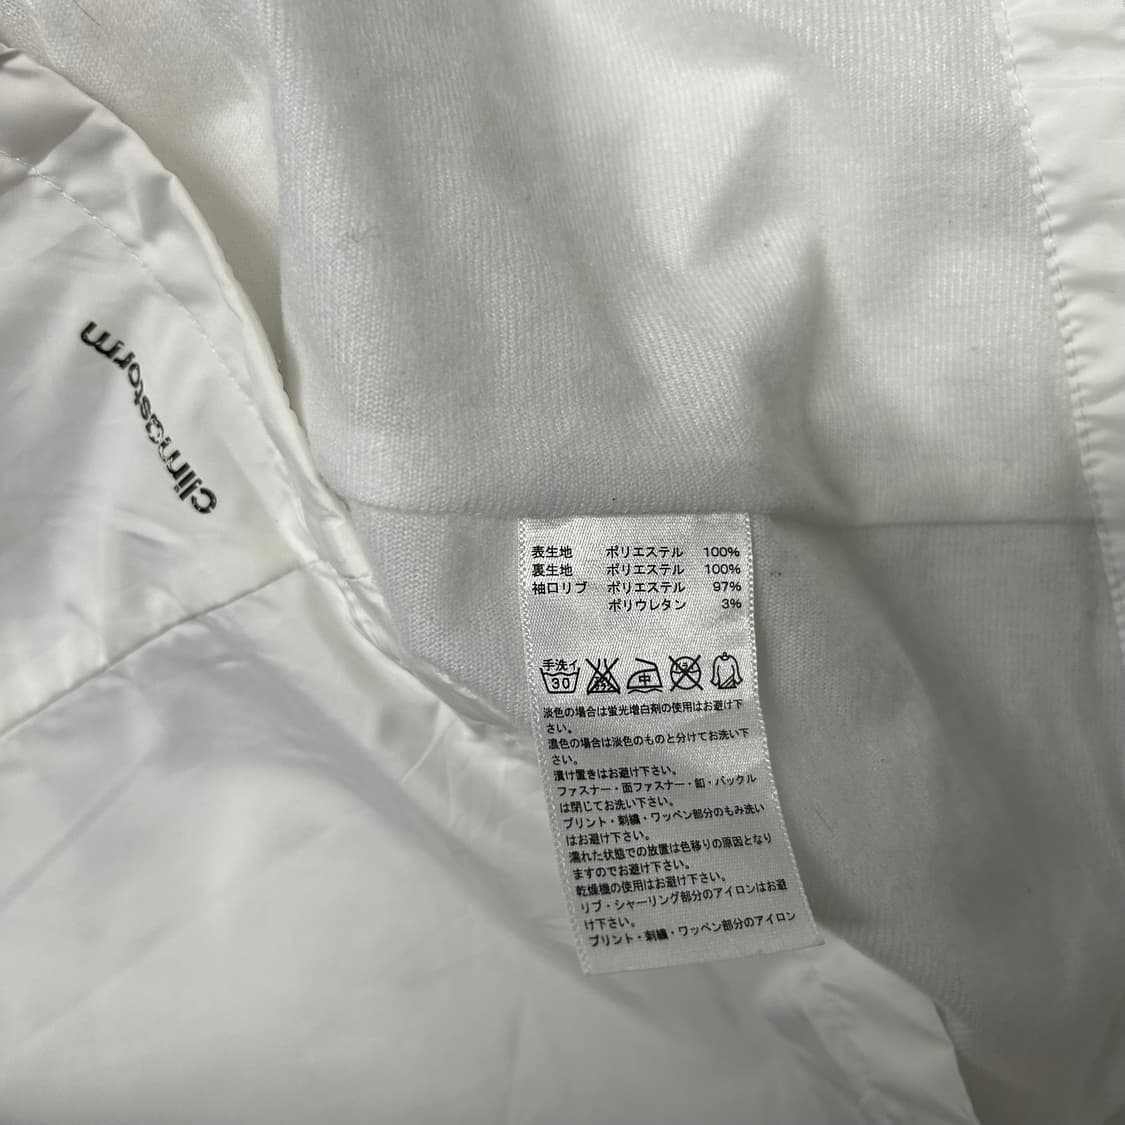 climastorm
表生地 ポリエステル 100%
裏生地 ポリエステル 100%
袖口リブ ポリエステル 97%
ポリウレタン 3%
手洗イ
30
中
淡色の場合は蛍光増白剤の使用はお避け下
さい。
濃色の場合は淡色のものと分けてお洗い下
さい。
漬け置きはお避け下さい。
ファスナー・面ファスナー・釦・バックル
は閉じてお洗い下さい。
プリント・刺繍・ワッペン部分のもみ洗い
はお避け下さい。
濡れた状態での放置は色移りの原因となり
ますのでお避け下さい。
乾燥機の使用はお避け下さい。
リブ・シャーリング部分のアイロンはお避
け下さい。
プリント・刺繍・ワッペン部分のアイロン